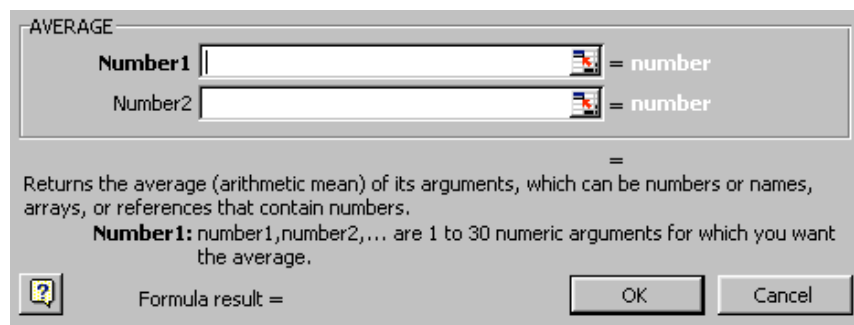 AVERAGE
Number1 = number
Number2 = number
=
Returns the average (arithmetic mean) of its arguments, which can be numbers or names,
arrays, or references that contain numbers.
Number1: number1,number2,... are 1 to 30 numeric arguments for which you want
the average.
? Formula result = OK Cancel